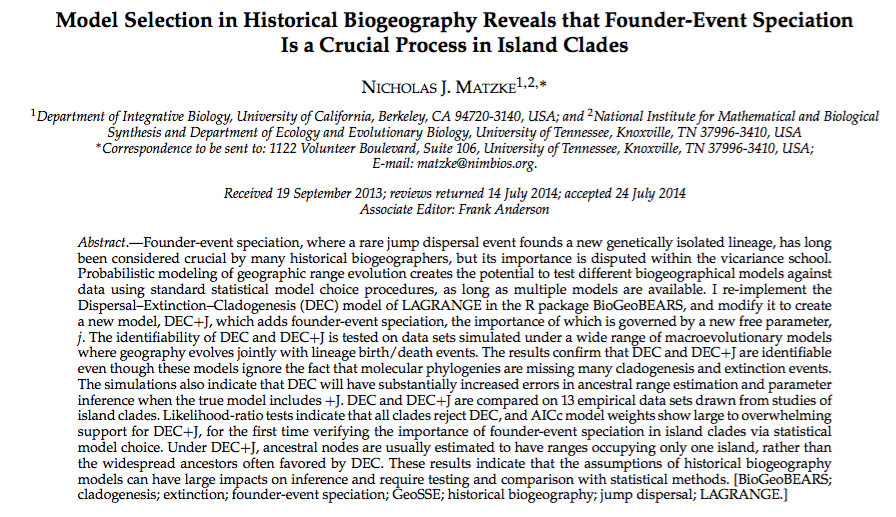 Model Selection in Historical Biogeography Reveals that Founder-Event Speciation
Is a Crucial Process in Island Clades
NICHOLAS J. MATZKE1,2,*
1Department of Integrative Biology, University of California, Berkeley, CA 94720-3140, USA; and 2National Institute for Mathematical and Biological
Synthesis and Department of Ecology and Evolutionary Biology, University of Tennessee, Knoxville, TN 37996-3410, USA
*Correspondence to be sent to: 1122 Volunteer Boulevard, Suite 106, University of Tennessee, Knoxville, TN 37996-3410, USA;
E-mail: matzke@nimbios.org.
Received 19 September 2013; reviews returned 14 July 2014; accepted 24 July 2014
Associate Editor: Frank Anderson
Abstract.—Founder-event speciation, where a rare jump dispersal event founds a new genetically isolated lineage, has long
been considered crucial by many historical biogeographers, but its importance is disputed within the vicariance school.
Probabilistic modeling of geographic range evolution creates the potential to test different biogeographical models against
data using standard statistical model choice procedures, as long as multiple models are available. I re-implement the
Dispersal–Extinction–Cladogenesis (DEC) model of LAGRANGE in the R package BioGeoBEARS, and modify it to create
a new model, DEC+J, which adds founder-event speciation, the importance of which is governed by a new free parameter,
j. The identifiability of DEC and DEC+J is tested on data sets simulated under a wide range of macroevolutionary models
where geography evolves jointly with lineage birth/death events. The results confirm that DEC and DEC+J are identifiable
even though these models ignore the fact that molecular phylogenies are missing many cladogenesis and extinction events.
The simulations also indicate that DEC will have substantially increased errors in ancestral range estimation and parameter
inference when the true model includes +J. DEC and DEC+J are compared on 13 empirical data sets drawn from studies of
island clades. Likelihood-ratio tests indicate that all clades reject DEC, and AICc model weights show large to overwhelming
support for DEC+J, for the first time verifying the importance of founder-event speciation in island clades via statistical
model choice. Under DEC+J, ancestral nodes are usually estimated to have ranges occupying only one island, rather than
the widespread ancestors often favored by DEC. These results indicate that the assumptions of historical biogeography
models can have large impacts on inference and require testing and comparison with statistical methods. [BioGeoBEARS;
cladogenesis; extinction; founder-event speciation; GeoSSE; historical biogeography; jump dispersal; LAGRANGE.]